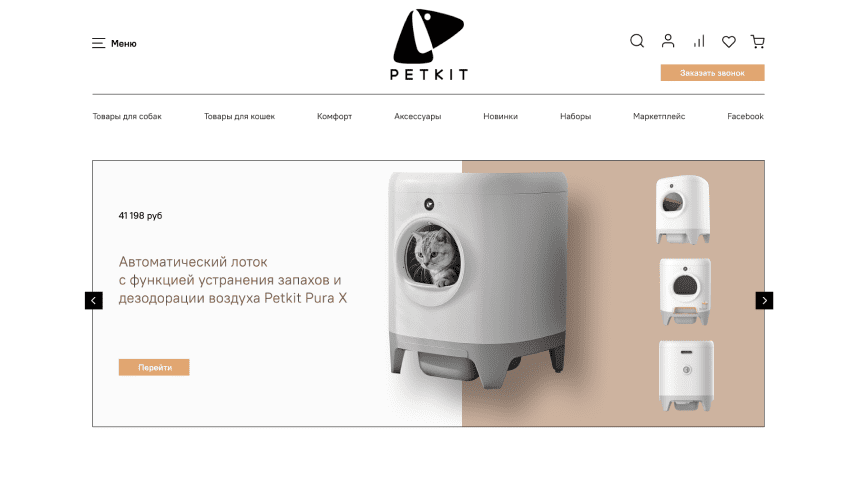 Меню
PETKIT
Заказать звонок
Товары для собак
Товары для кошек
Комфорт
Аксессуары
Новинки
Наборы
Маркетплейс
Facebook
41 198 руб
Автоматический лоток
с функцией устранения запахов и
дезодорации воздуха Petkit Pura X
Перейти